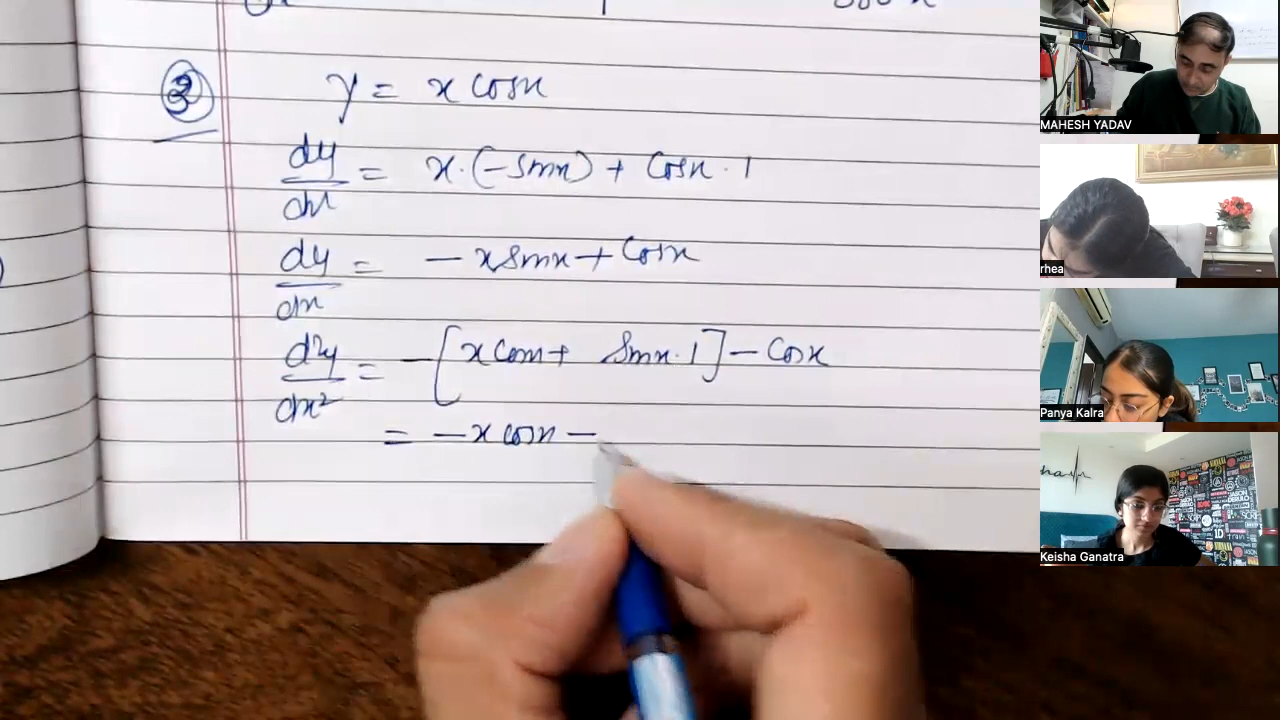 ② y = x cosx
dy/dx = x·(-sinx) + cosx·1
dy/dx = -xsinx + cosx
d²y/dx² = -[x cosx + sinx·1] - cosx
= -x cosx -
MAHESH YADAV
rhea
Panya Kalra
Keisha Ganatra